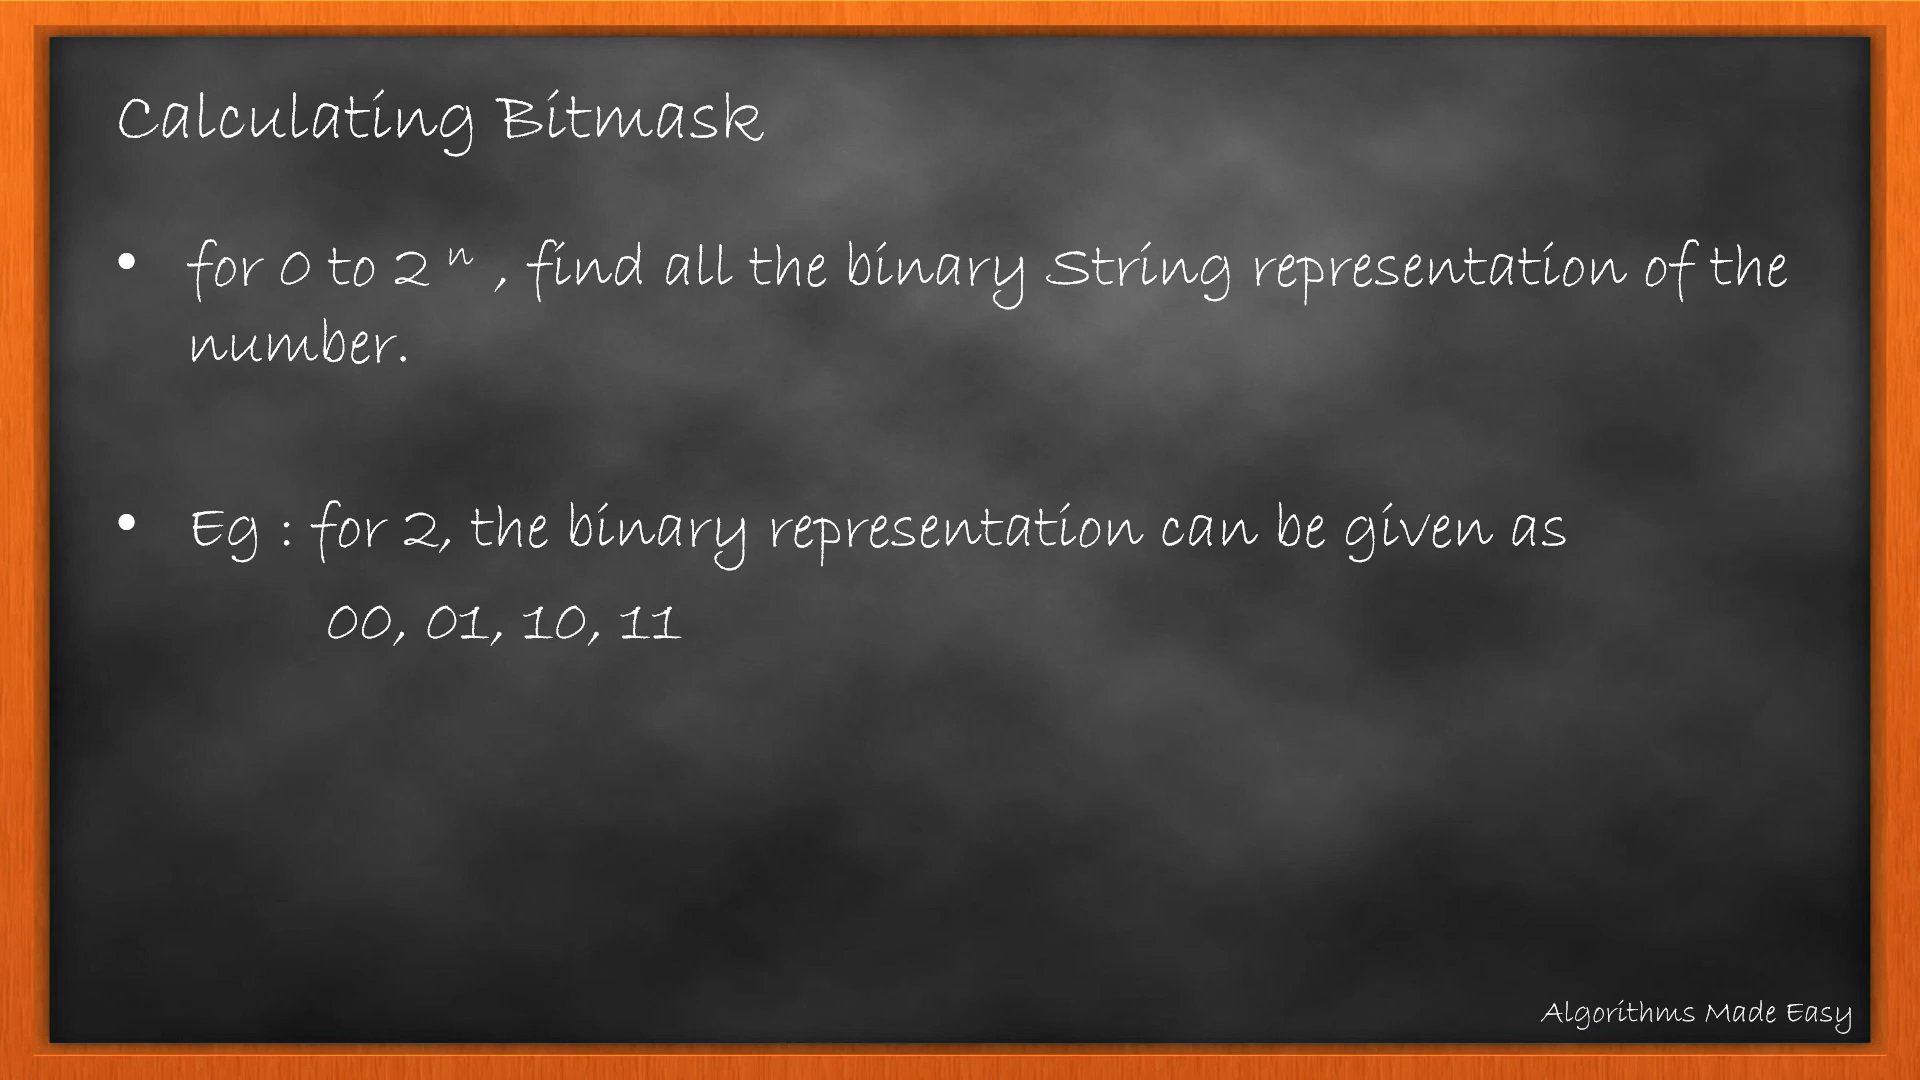 Calculating Bitmask
• for 0 to 2ⁿ , find all the binary String representation of the
number.
• Eg : for 2, the binary representation can be given as
00, 01, 10, 11
Algorithms Made Easy